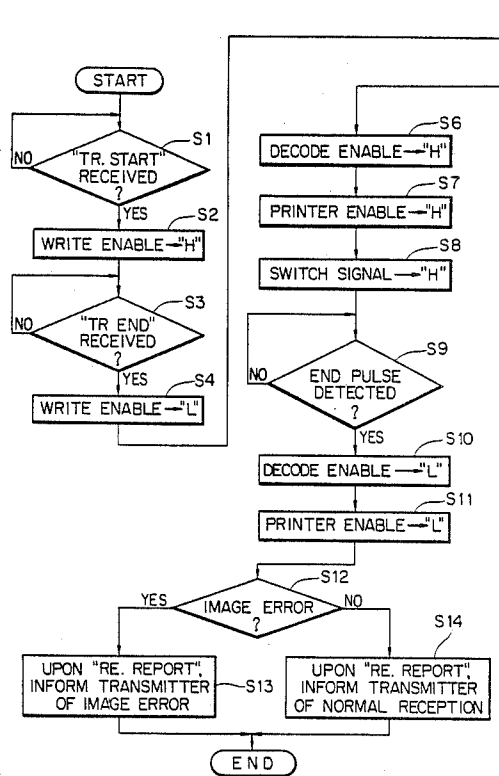 START
S1
"TR. START"
RECEIVED
?
NO
YES
S2
WRITE ENABLE→"H"
S3
"TR END"
RECEIVED
?
NO
YES
S4
WRITE ENABLE→"L"
S6
DECODE ENABLE→"H"
S7
PRINTER ENABLE→"H"
S8
SWITCH SIGNAL→"H"
S9
END PULSE
DETECTED
?
NO
YES
S10
DECODE ENABLE→"L"
S11
PRINTER ENABLE→"L"
S12
IMAGE ERROR
?
YES
NO
S13
UPON "RE. REPORT",
INFORM TRANSMITTER
OF IMAGE ERROR
S14
UPON "RE. REPORT",
INFORM TRANSMITTER
OF NORMAL RECEPTION
END